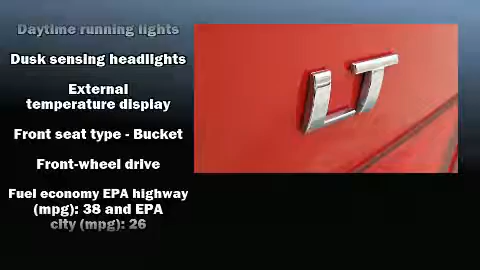 Daytime running lights
Dusk sensing headlights
External
temperature display
Front seat type - Bucket
Front-wheel drive
Fuel economy EPA highway
(mpg): 38 and EPA
city (mpg): 26
LT